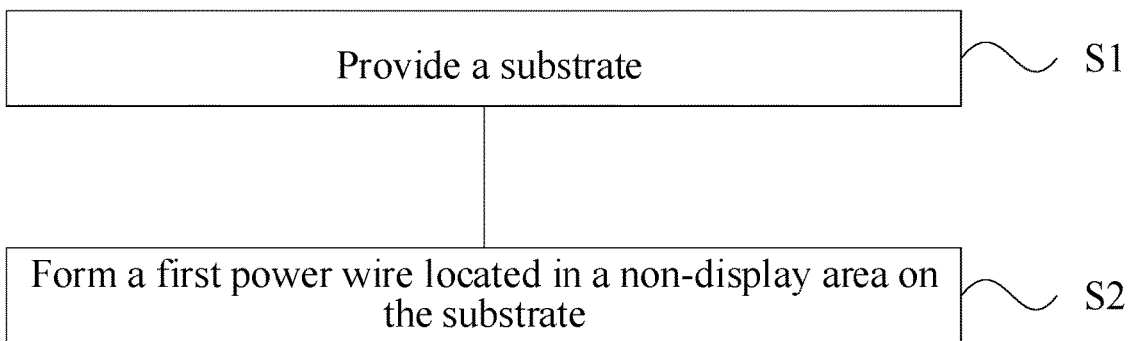 Provide a substrate
S1
Form a first power wire located in a non-display area on
the substrate
S2